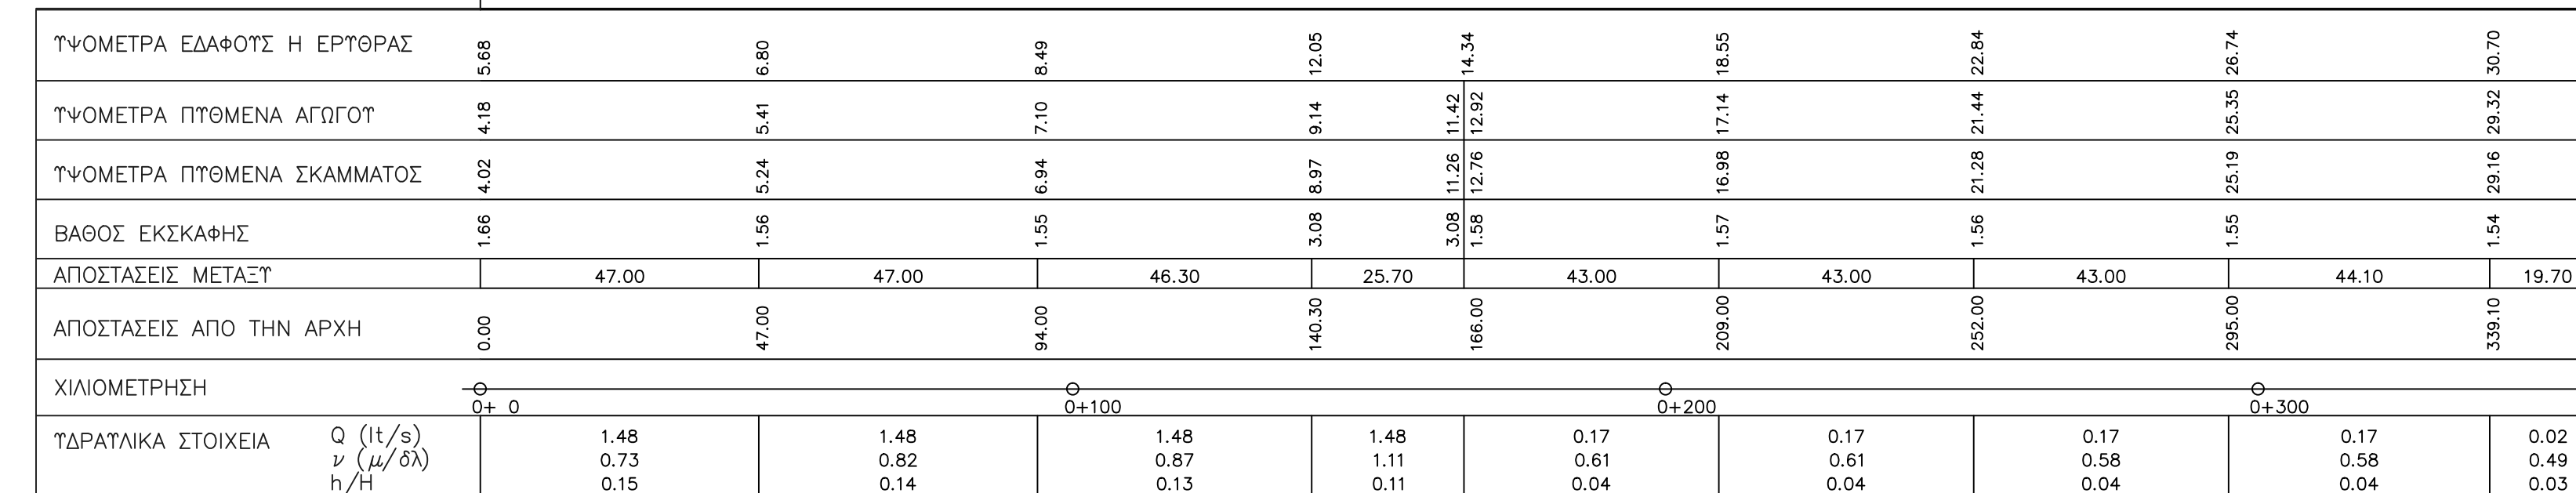 ΥΨΟΜΕΤΡΑ ΕΔΑΦΟΥΣ Η ΕΡΥΘΡΑΣ 5.68 6.80 8.49 12.05 14.34 18.55 22.84 26.74 30.70
ΥΨΟΜΕΤΡΑ ΠΥΘΜΕΝΑ ΑΓΩΓΟΥ 4.18 5.41 7.10 9.14 11.42 12.92 17.14 21.44 25.35 29.32
ΥΨΟΜΕΤΡΑ ΠΥΘΜΕΝΑ ΣΚΑΜΜΑΤΟΣ 4.02 5.24 6.94 8.97 11.26 12.76 16.98 21.28 25.19 29.16
ΒΑΘΟΣ ΕΚΣΚΑΦΗΣ 1.66 1.56 1.55 3.08 3.08 1.58 1.57 1.56 1.55 1.54
ΑΠΟΣΤΑΣΕΙΣ ΜΕΤΑΞΥ 47.00 47.00 46.30 25.70 43.00 43.00 43.00 44.10 19.70
ΑΠΟΣΤΑΣΕΙΣ ΑΠΟ ΤΗΝ ΑΡΧΗ 0.00 47.00 94.00 140.30 166.00 209.00 252.00 295.00 339.10
ΧΙΛΙΟΜΕΤΡΗΣΗ
0+ 0 0+100 0+200 0+300
ΥΔΡΑΥΛΙΚΑ ΣΤΟΙΧΕΙΑ Q (lt/s) 1.48 1.48 1.48 1.48 0.17 0.17 0.17 0.17 0.02
ν (μ/δλ) 0.73 0.82 0.87 1.11 0.61 0.61 0.58 0.58 0.49
h/H 0.15 0.14 0.13 0.11 0.04 0.04 0.04 0.04 0.03